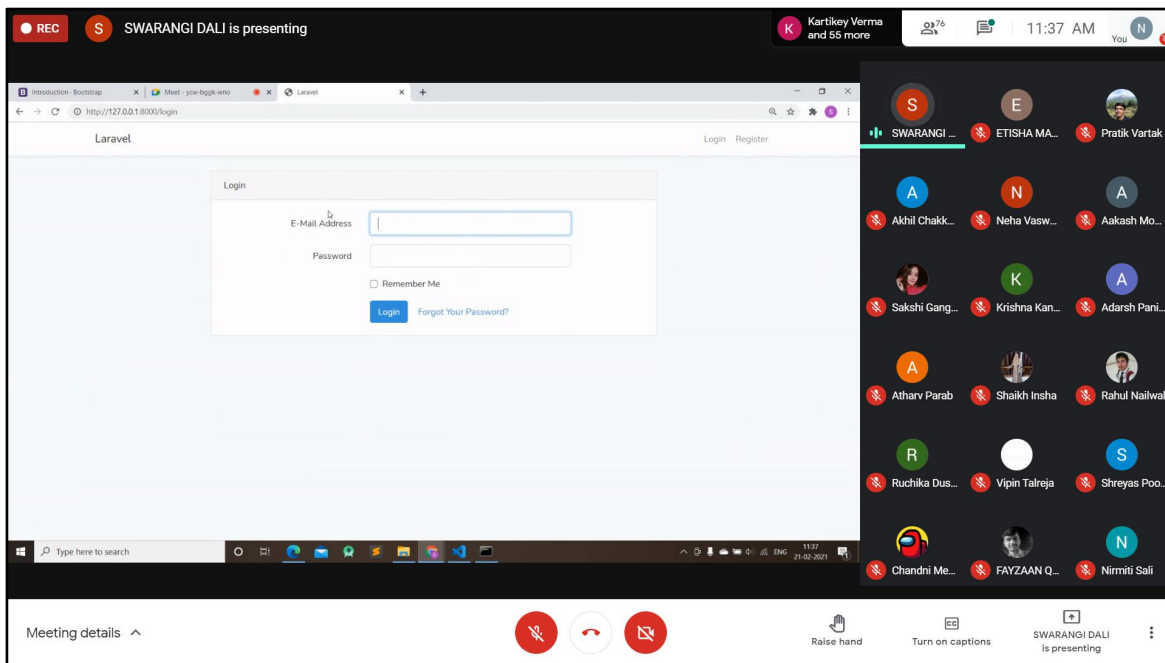 REC
S
SWARANGI DALI is presenting
K
Kartikey Verma
and 55 more
76
11:37 AM
You
N
Introduction · Bootstrap
Meet - ycw-bggk-wno
Laravel
http://127.0.0.1:8000/login
S
Laravel
Login Register
Login
E-Mail Address
Password
Remember Me
Login Forgot Your Password?
Type here to search
ENG
11:37
21-02-2021
S
E
SWARANGI ...
ETISHA MA...
Pratik Vartak
A
N
A
Akhil Chakk...
Neha Vasw...
Aakash Mo...
K
A
Sakshi Gang...
Krishna Kan...
Adarsh Pani...
A
Atharv Parab
Shaikh Insha
Rahul Nailwal
R
S
Ruchika Dus...
Vipin Talreja
Shreyas Poo...
N
Chandni Me...
FAYZAAN Q...
Nirmiti Sali
Meeting details
Raise hand
CC
Turn on captions
SWARANGI DALI
is presenting